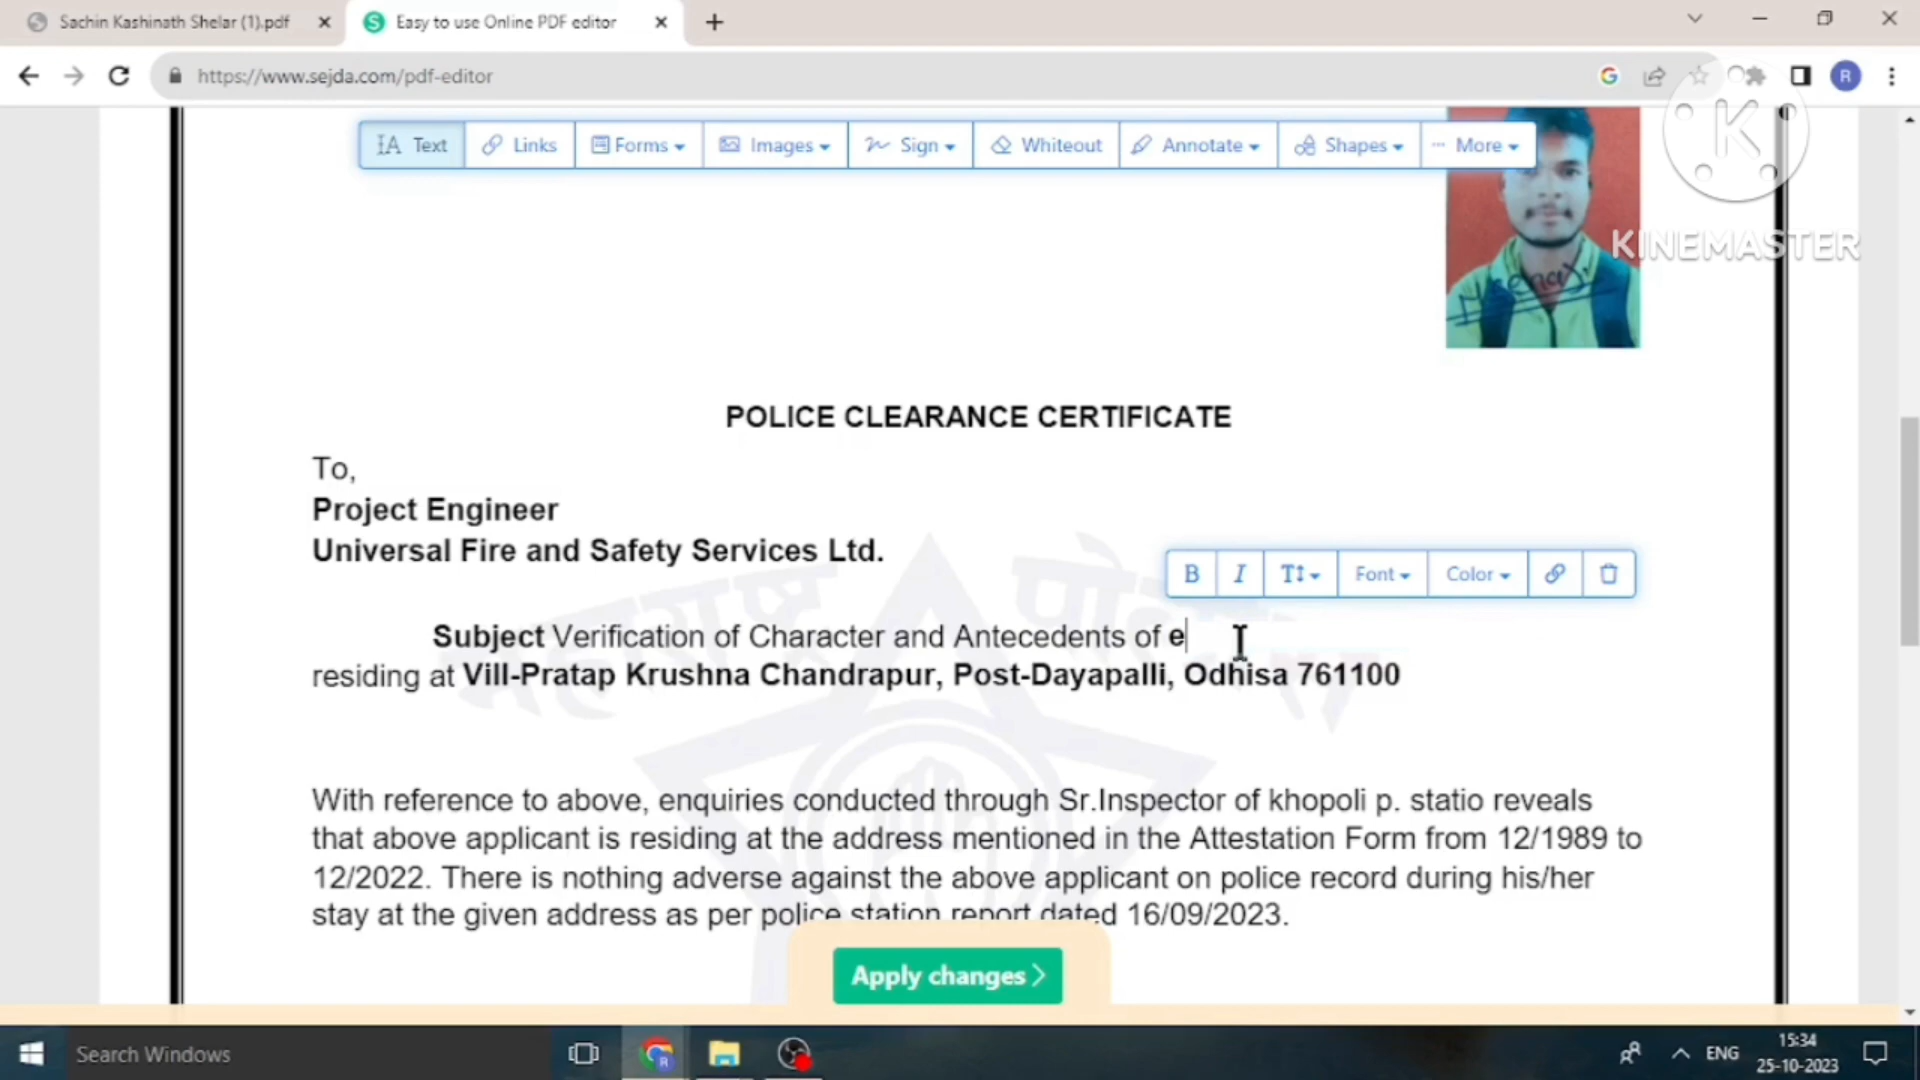 Sachin Kashinath Shelar (1).pdf
Easy to use Online PDF editor
https://www.sejda.com/pdf-editor
R
Text
Links
Forms
Images
Sign
Whiteout
Annotate
Shapes
More
K
KINEMASTER
POLICE CLEARANCE CERTIFICATE
To,
Project Engineer
Universal Fire and Safety Services Ltd.
B I T Font Color
Subject Verification of Character and Antecedents of e
residing at Vill-Pratap Krushna Chandrapur, Post-Dayapalli, Odhisa 761100
With reference to above, enquiries conducted through Sr.Inspector of khopoli p. statio reveals
that above applicant is residing at the address mentioned in the Attestation Form from 12/1989 to
12/2022. There is nothing adverse against the above applicant on police record during his/her
stay at the given address as per police station report dated 16/09/2023.
Apply changes
Search Windows
ENG
15:34
25-10-2023